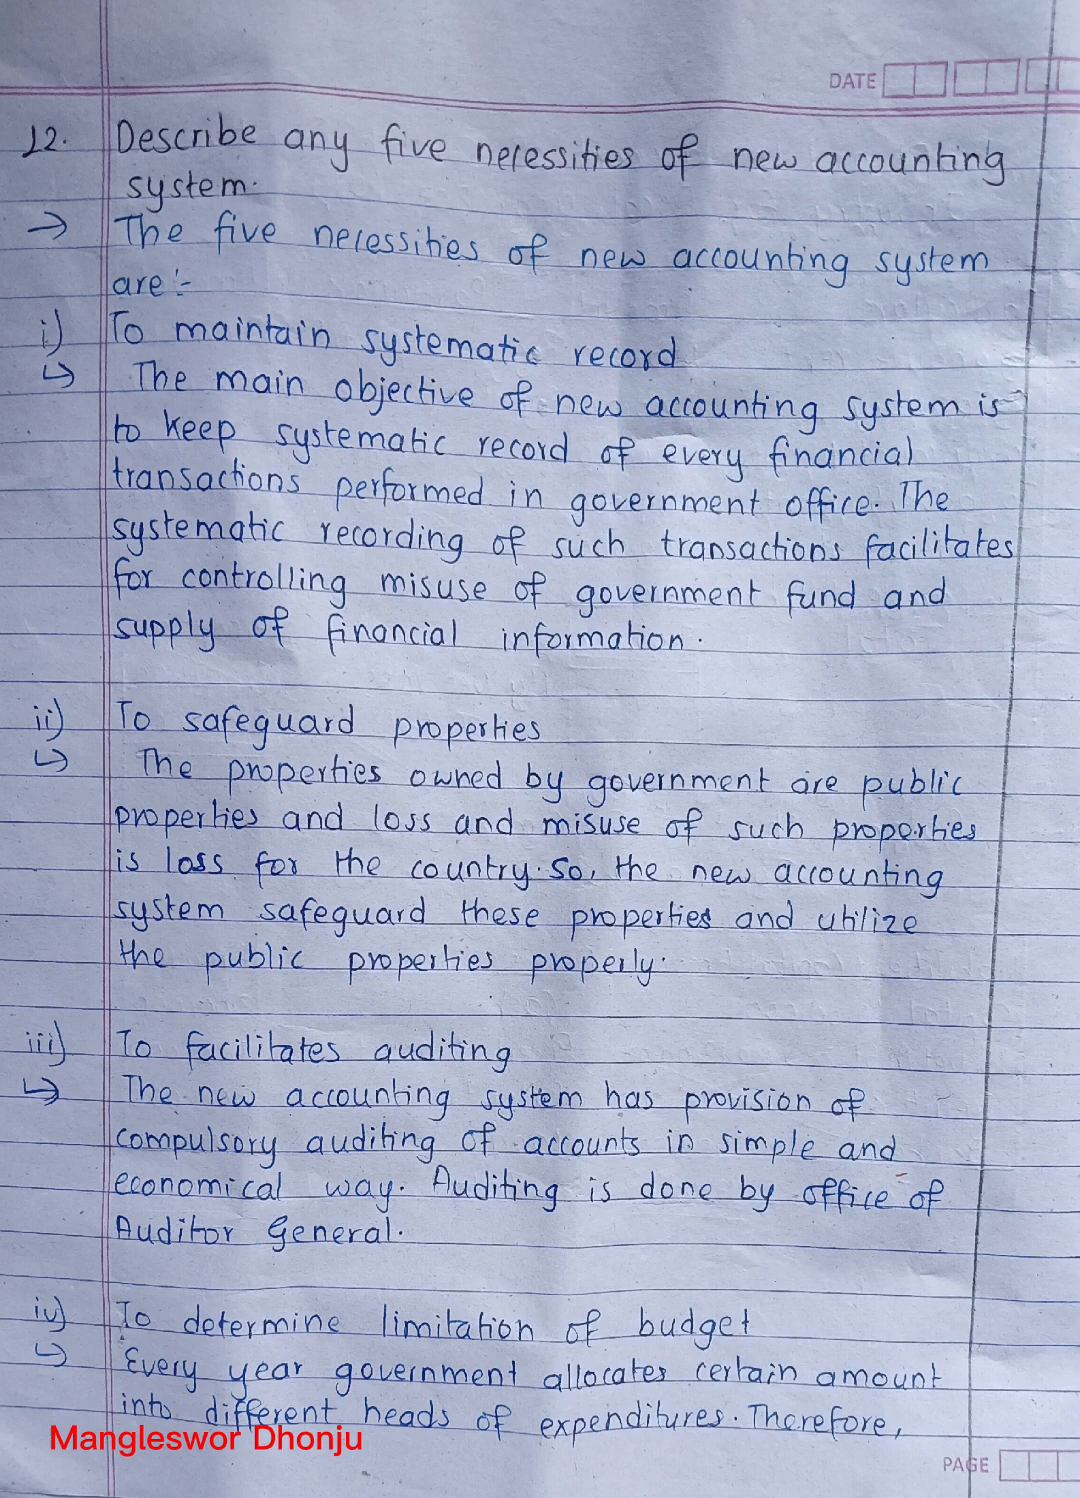 DATE
12. Describe any five necessities of new accounting
system.
→ The five necessities of new accounting system
are :-
i) To maintain systematic record
↳ The main objective of new accounting system is
to keep systematic record of every financial
transactions performed in government office. The
systematic recording of such transactions facilitates
for controlling misuse of government fund and
supply of financial information.
ii) To safeguard properties
↳ The properties owned by government are public
properties and loss and misuse of such properties
is loss for the country. So, the new accounting
system safeguard these properties and utilize
the public properties properly.
iii) To facilitates auditing
↳ The new accounting system has provision of
compulsory auditing of accounts in simple and
economical way. Auditing is done by office of
Auditor General.
iv) To determine limitation of budget
↳ Every year government allocates certain amount
into different heads of expenditures. Therefore,
Mangleswor Dhonju
PAGE